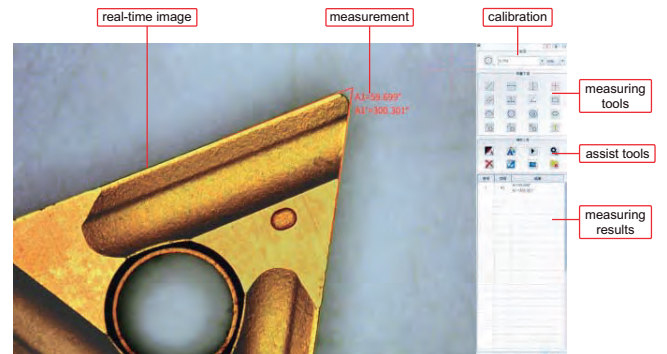 real-time image
measurement
calibration
A1=59.699°
A1'=300.301°
measuring
tools
assist tools
measuring
results